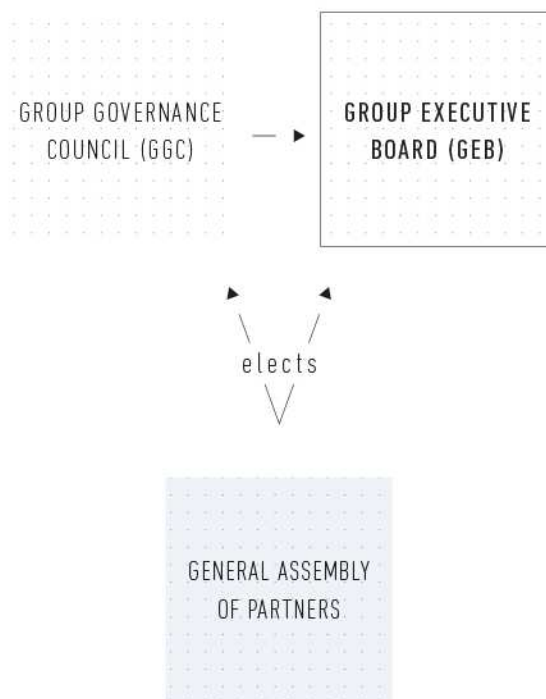 GROUP GOVERNANCE
COUNCIL (GGC)
GROUP EXECUTIVE
BOARD (GEB)
elects
GENERAL ASSEMBLY
OF PARTNERS